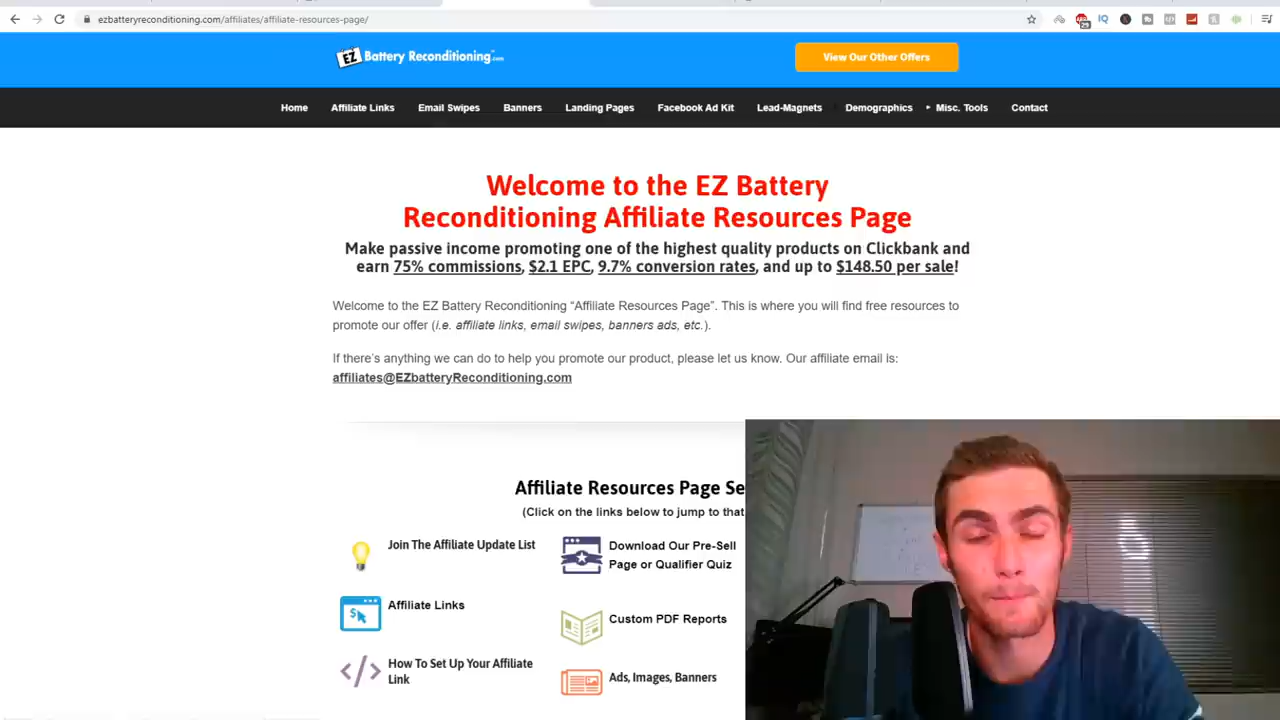 ezbatteryreconditioning.com/affiliates/affiliate-resources-page/
EZ Battery Reconditioning.com
View Our Other Offers
Home Affiliate Links Email Swipes Banners Landing Pages Facebook Ad Kit Lead-Magnets Demographics Misc. Tools Contact
Welcome to the EZ Battery
Reconditioning Affiliate Resources Page
Make passive income promoting one of the highest quality products on Clickbank and
earn 75% commissions, $2.1 EPC, 9.7% conversion rates, and up to $148.50 per sale!
Welcome to the EZ Battery Reconditioning “Affiliate Resources Page”. This is where you will find free resources to
promote our offer (i.e. affiliate links, email swipes, banners ads, etc.).
If there’s anything we can do to help you promote our product, please let us know. Our affiliate email is:
affiliates@EZbatteryReconditioning.com
Affiliate Resources Page Se
(Click on the links below to jump to that
Join The Affiliate Update List
Download Our Pre-Sell
Page or Qualifier Quiz
Affiliate Links
Custom PDF Reports
How To Set Up Your Affiliate
Link
Ads, Images, Banners